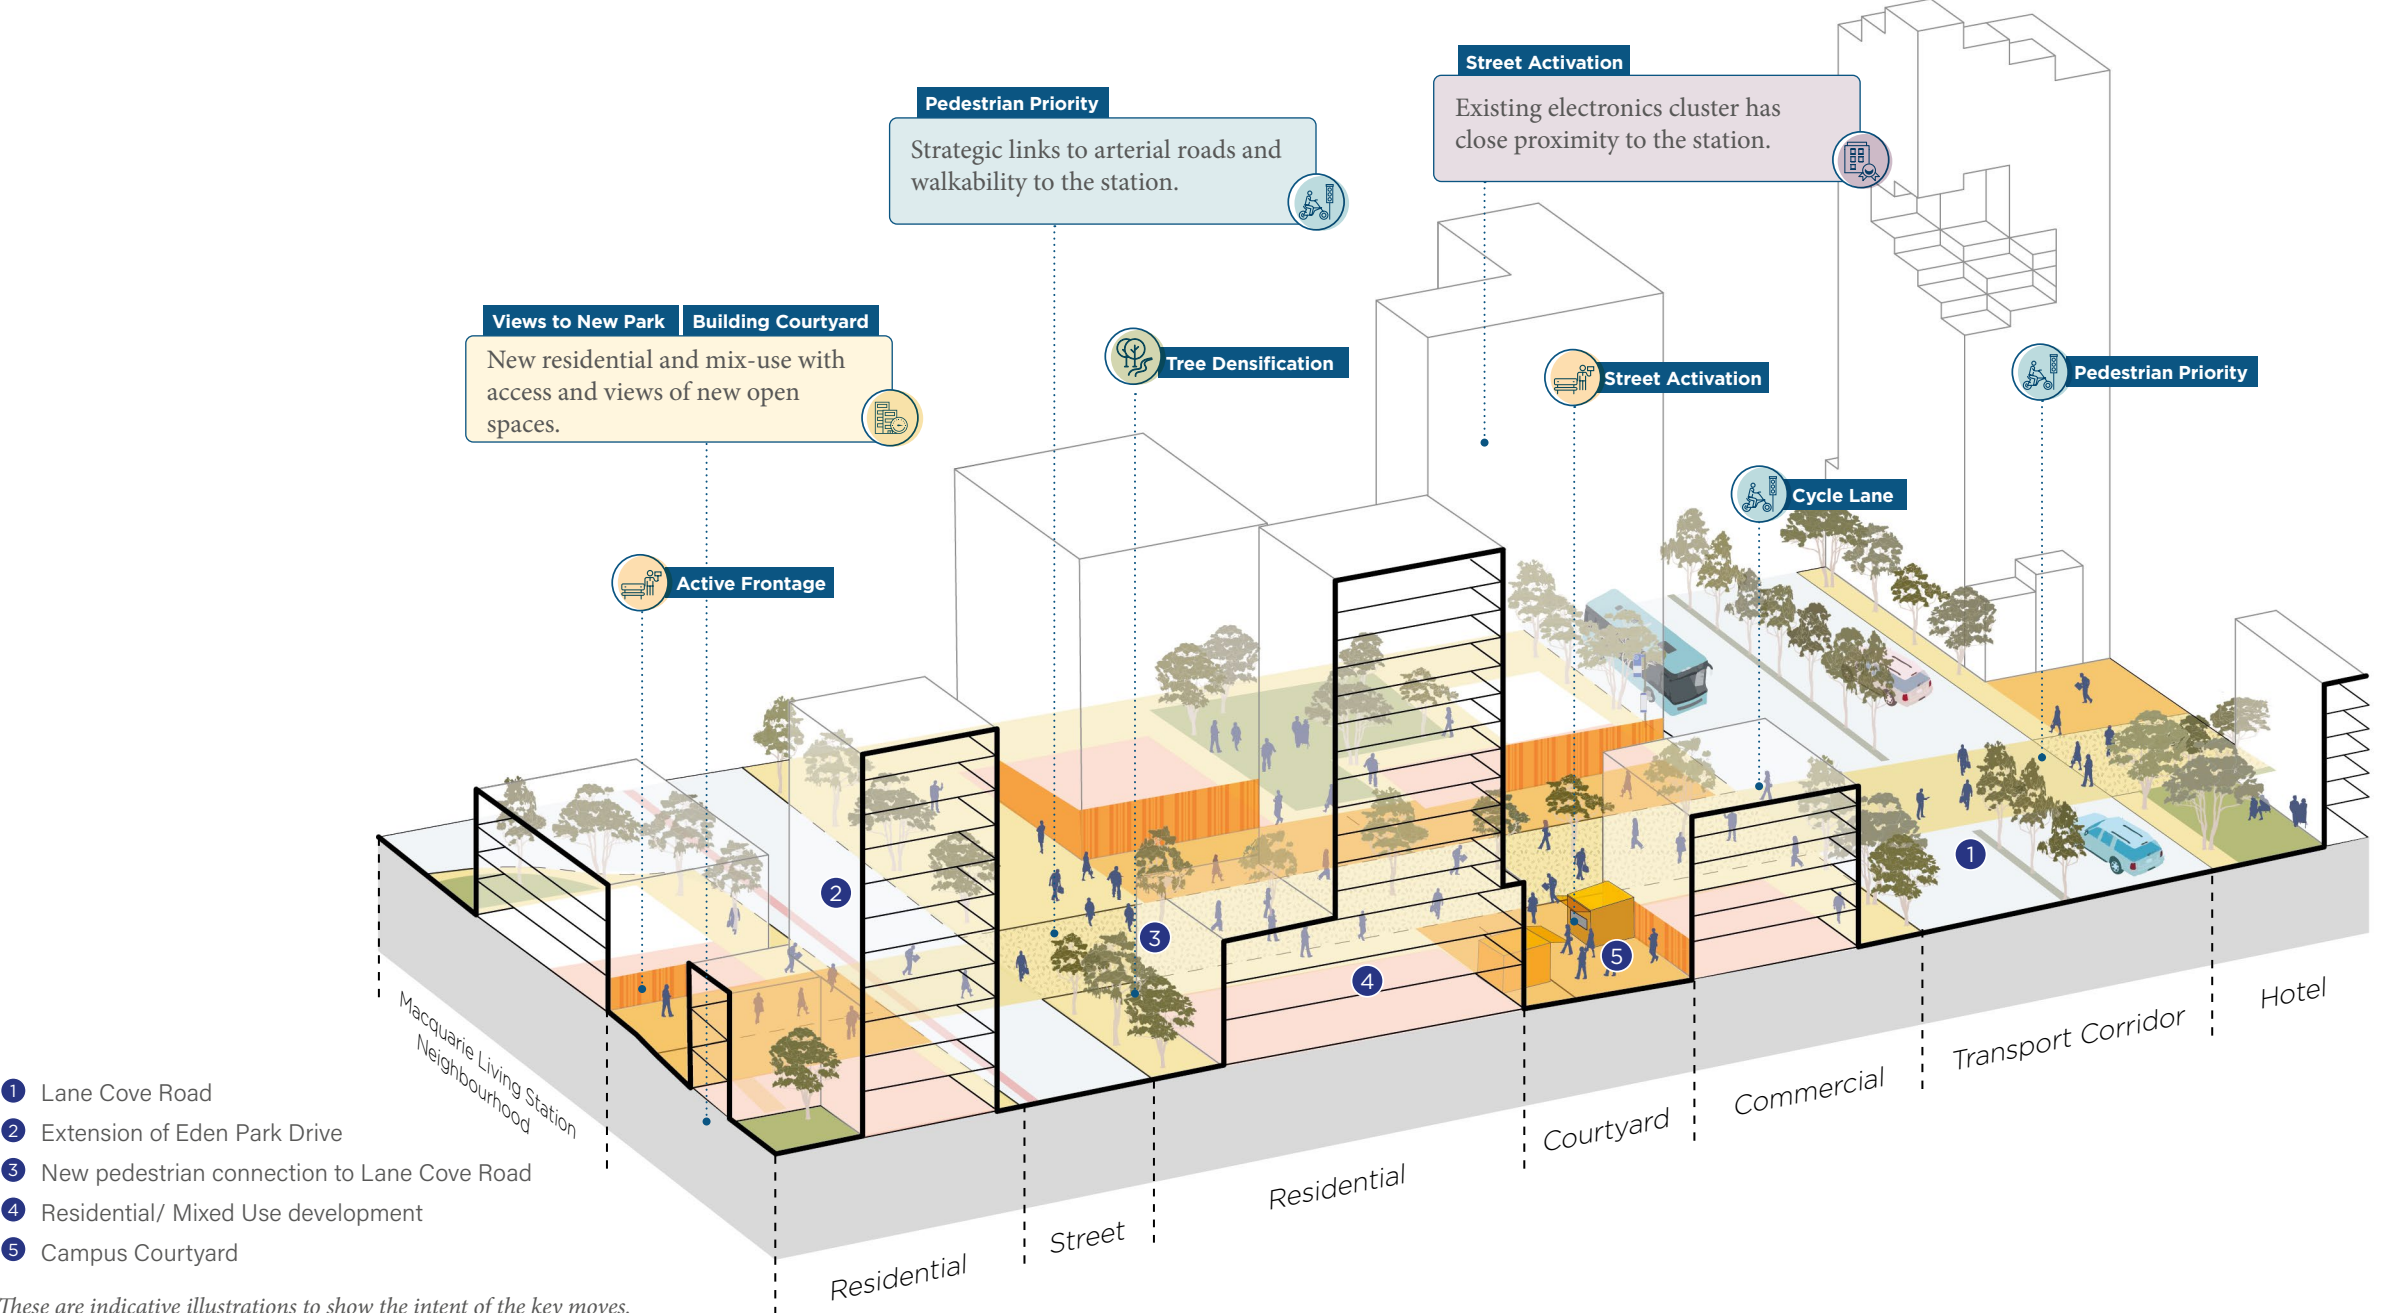 Street Activation
Existing electronics cluster has
close proximity to the station.
Pedestrian Priority
Strategic links to arterial roads and
walkability to the station.
Views to New Park
Building Courtyard
New residential and mix-use with
access and views of new open
spaces.
Tree Densification
Street Activation
Pedestrian Priority
Cycle Lane
Active Frontage
2
3
4
5
1
Macquarie Living Station
Neighbourhood
Residential
Street
Residential
Courtyard
Commercial
Transport Corridor
Hotel
1 Lane Cove Road
2 Extension of Eden Park Drive
3 New pedestrian connection to Lane Cove Road
4 Residential/ Mixed Use development
5 Campus Courtyard
These are indicative illustrations to show the intent of the key moves.